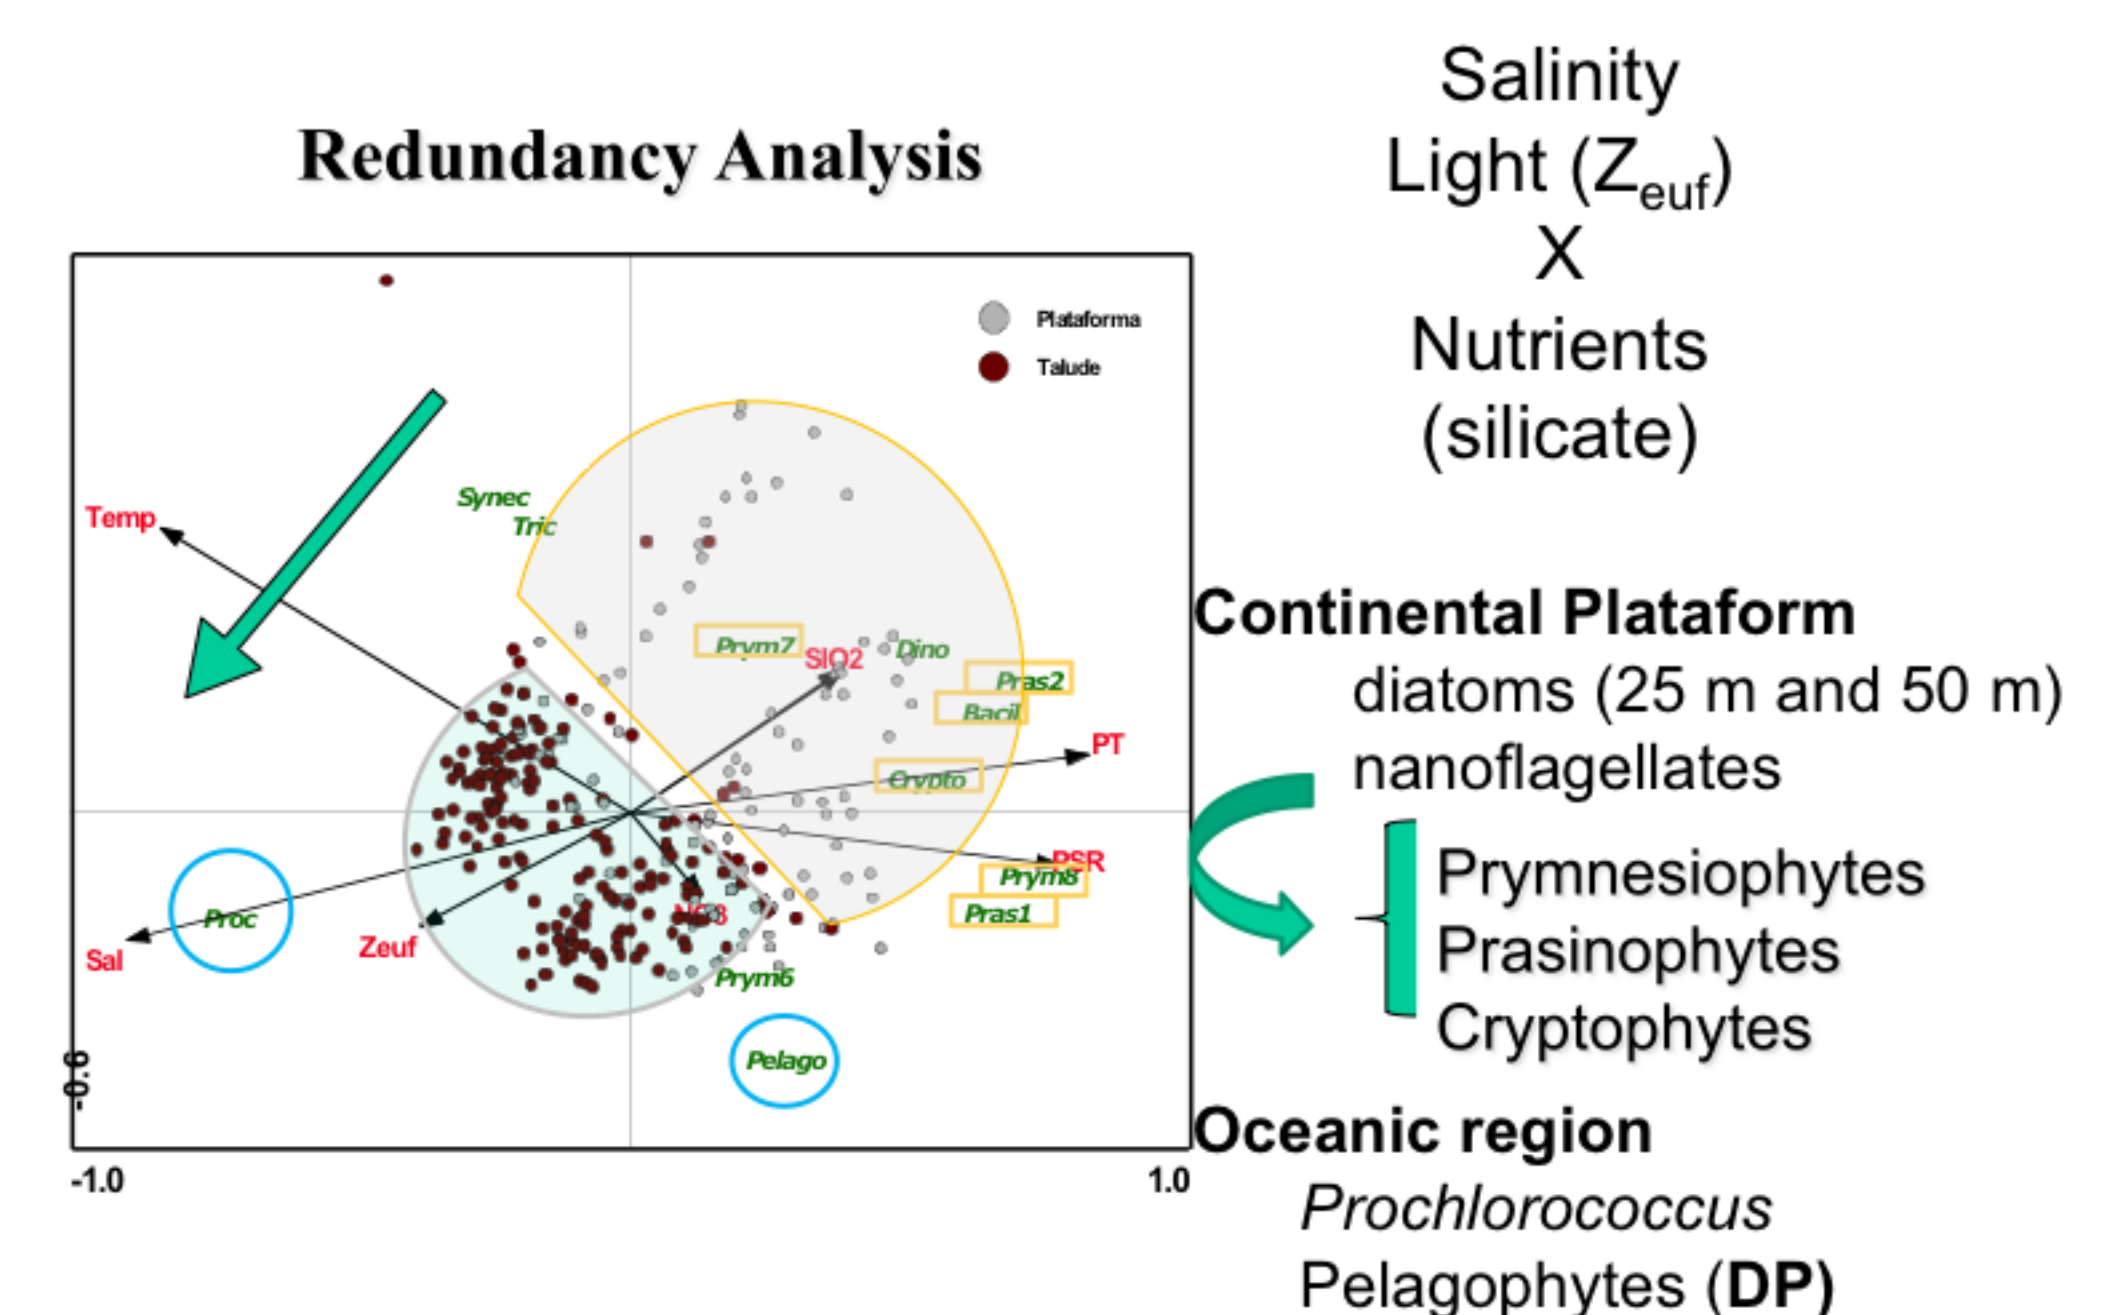 Redundancy Analysis
Plataforma
Talude
Synec
Tric
Temp
Prym7
SIO2
Dino
Pras2
Bacil
PT
Crypto
PSR
Prym8
Pras1
NO3
Proc
Sal
Zeuf
Prym6
Pelago
-0.6
-1.0
1.0
Salinity
Light (Zeuf)
X
Nutrients
(silicate)
Continental Plataform
diatoms (25 m and 50 m)
nanoflagellates
Prymnesiophytes
Prasinophytes
Cryptophytes
Oceanic region
Prochlorococcus
Pelagophytes (DP)